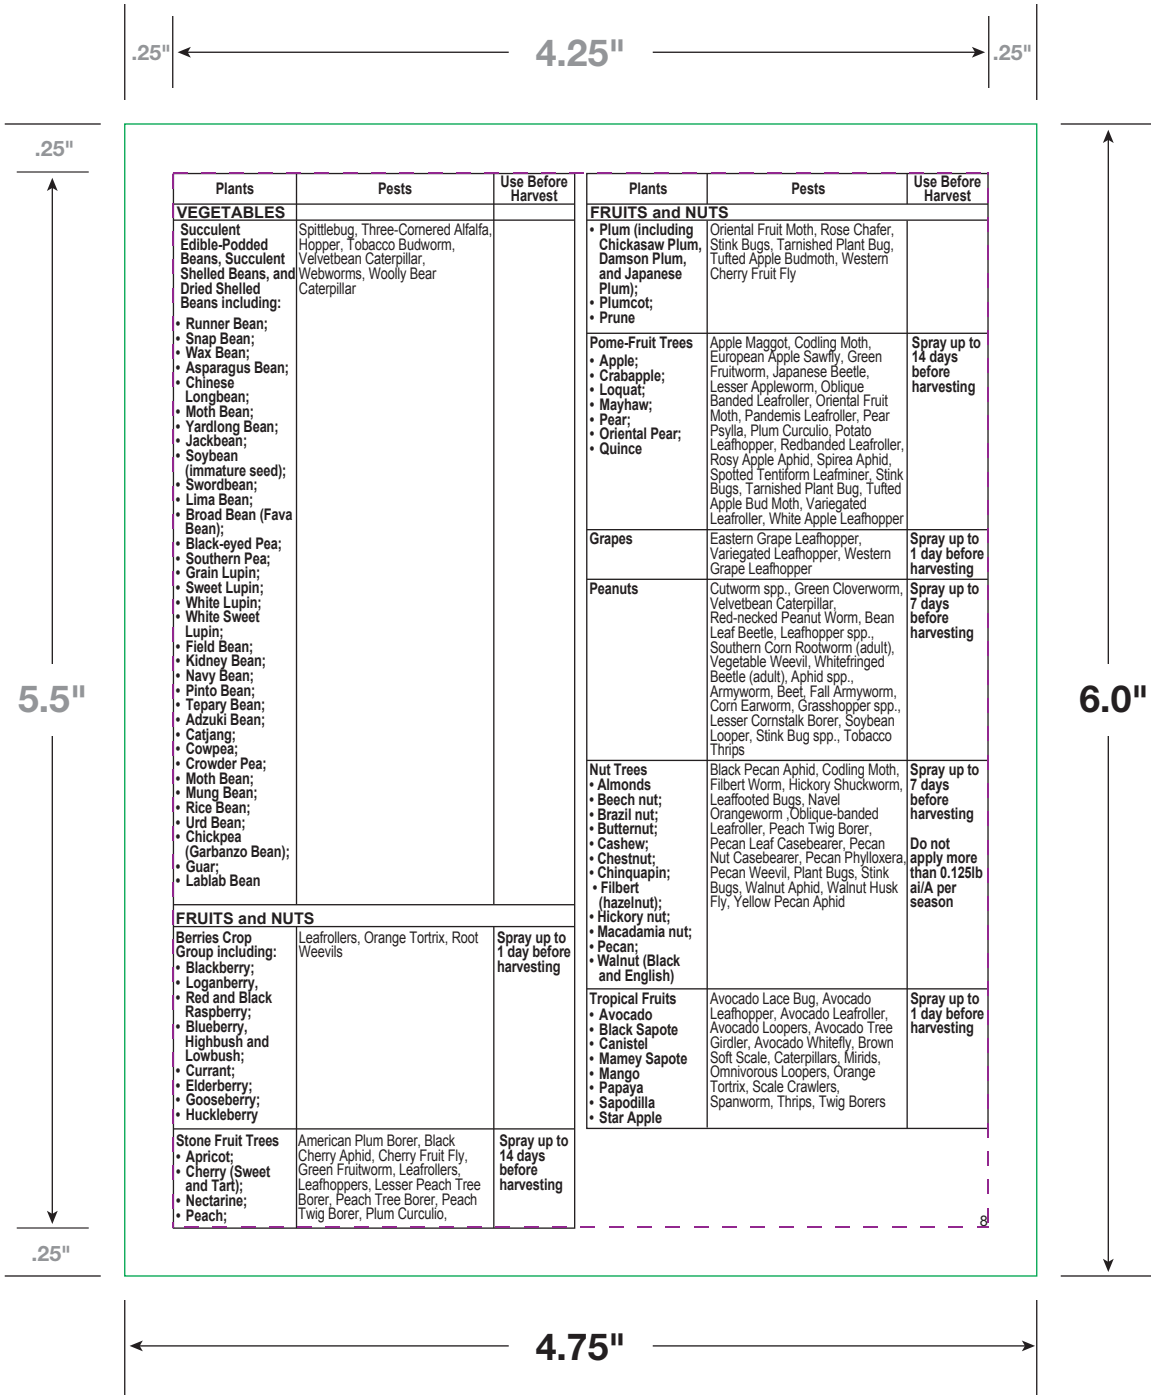 .25"
4.25"
.25"
.25"
5.5"
.25"
6.0"
4.75"
Plants Pests Use Before
Harvest
VEGETABLES
Succulent
Edible-Podded
Beans, Succulent
Shelled Beans, and
Dried Shelled
Beans including:
• Runner Bean;
• Snap Bean;
• Wax Bean;
• Asparagus Bean;
• Chinese
Longbean;
• Moth Bean;
• Yardlong Bean;
• Jackbean;
• Soybean
(immature seed);
• Swordbean;
• Lima Bean;
• Broad Bean (Fava
Bean);
• Black-eyed Pea;
• Southern Pea;
• Grain Lupin;
• Sweet Lupin;
• White Lupin;
• White Sweet
Lupin;
• Field Bean;
• Kidney Bean;
• Navy Bean;
• Pinto Bean;
• Tepary Bean;
• Adzuki Bean;
• Catjang;
• Cowpea;
• Crowder Pea;
• Moth Bean;
• Mung Bean;
• Rice Bean;
• Urd Bean;
• Chickpea
(Garbanzo Bean);
• Guar;
• Lablab Bean
Spittlebug, Three-Cornered Alfalfa,
Hopper, Tobacco Budworm,
Velvetbean Caterpillar,
Webworms, Woolly Bear
Caterpillar
FRUITS and NUTS
Berries Crop
Group including:
• Blackberry;
• Loganberry,
• Red and Black
Raspberry;
• Blueberry,
Highbush and
Lowbush;
• Currant;
• Elderberry;
• Gooseberry;
• Huckleberry
Leafrollers, Orange Tortrix, Root
Weevils
Spray up to
1 day before
harvesting
Stone Fruit Trees
• Apricot;
• Cherry (Sweet
and Tart);
• Nectarine;
• Peach;
American Plum Borer, Black
Cherry Aphid, Cherry Fruit Fly,
Green Fruitworm, Leafrollers,
Leafhoppers, Lesser Peach Tree
Borer, Peach Tree Borer, Peach
Twig Borer, Plum Curculio,
Spray up to
14 days
before
harvesting
Plants Pests Use Before
Harvest
FRUITS and NUTS
• Plum (including
Chickasaw Plum,
Damson Plum,
and Japanese
Plum);
• Plumcot;
• Prune
Oriental Fruit Moth, Rose Chafer,
Stink Bugs, Tarnished Plant Bug,
Tufted Apple Budmoth, Western
Cherry Fruit Fly
Pome-Fruit Trees
• Apple;
• Crabapple;
• Loquat;
• Mayhaw;
• Pear;
• Oriental Pear;
• Quince
Apple Maggot, Codling Moth,
European Apple Sawfly, Green
Fruitworm, Japanese Beetle,
Lesser Appleworm, Oblique
Banded Leafroller, Oriental Fruit
Moth, Pandemis Leafroller, Pear
Psylla, Plum Curculio, Potato
Leafhopper, Redbanded Leafroller,
Rosy Apple Aphid, Spirea Aphid,
Spotted Tentiform Leafminer, Stink
Bugs, Tarnished Plant Bug, Tufted
Apple Bud Moth, Variegated
Leafroller, White Apple Leafhopper
Spray up to
14 days
before
harvesting
Grapes
Eastern Grape Leafhopper,
Variegated Leafhopper, Western
Grape Leafhopper
Spray up to
1 day before
harvesting
Peanuts
Cutworm spp., Green Cloverworm,
Velvetbean Caterpillar,
Red-necked Peanut Worm, Bean
Leaf Beetle, Leafhopper spp.,
Southern Corn Rootworm (adult),
Vegetable Weevil, Whitefringed
Beetle (adult), Aphid spp.,
Armyworm, Beet, Fall Armyworm,
Corn Earworm, Grasshopper spp.,
Lesser Cornstalk Borer, Soybean
Looper, Stink Bug spp., Tobacco
Thrips
Spray up to
7 days
before
harvesting
Nut Trees
• Almonds
• Beech nut;
• Brazil nut;
• Butternut;
• Cashew;
• Chestnut;
• Chinquapin;
• Filbert
(hazelnut);
• Hickory nut;
• Macadamia nut;
• Pecan;
• Walnut (Black
and English)
Black Pecan Aphid, Codling Moth,
Filbert Worm, Hickory Shuckworm,
Leaffooted Bugs, Navel
Orangeworm ,Oblique-banded
Leafroller, Peach Twig Borer,
Pecan Leaf Casebearer, Pecan
Nut Casebearer, Pecan Phylloxera,
Pecan Weevil, Plant Bugs, Stink
Bugs, Walnut Aphid, Walnut Husk
Fly, Yellow Pecan Aphid
Spray up to
7 days
before
harvesting
Do not
apply more
than 0.125lb
ai/A per
season
Tropical Fruits
• Avocado
• Black Sapote
• Canistel
• Mamey Sapote
• Mango
• Papaya
• Sapodilla
• Star Apple
Avocado Lace Bug, Avocado
Leafhopper, Avocado Leafroller,
Avocado Loopers, Avocado Tree
Girdler, Avocado Whitefly, Brown
Soft Scale, Caterpillars, Mirids,
Omnivorous Loopers, Orange
Tortrix, Scale Crawlers,
Spanworm, Thrips, Twig Borers
Spray up to
1 day before
harvesting
8